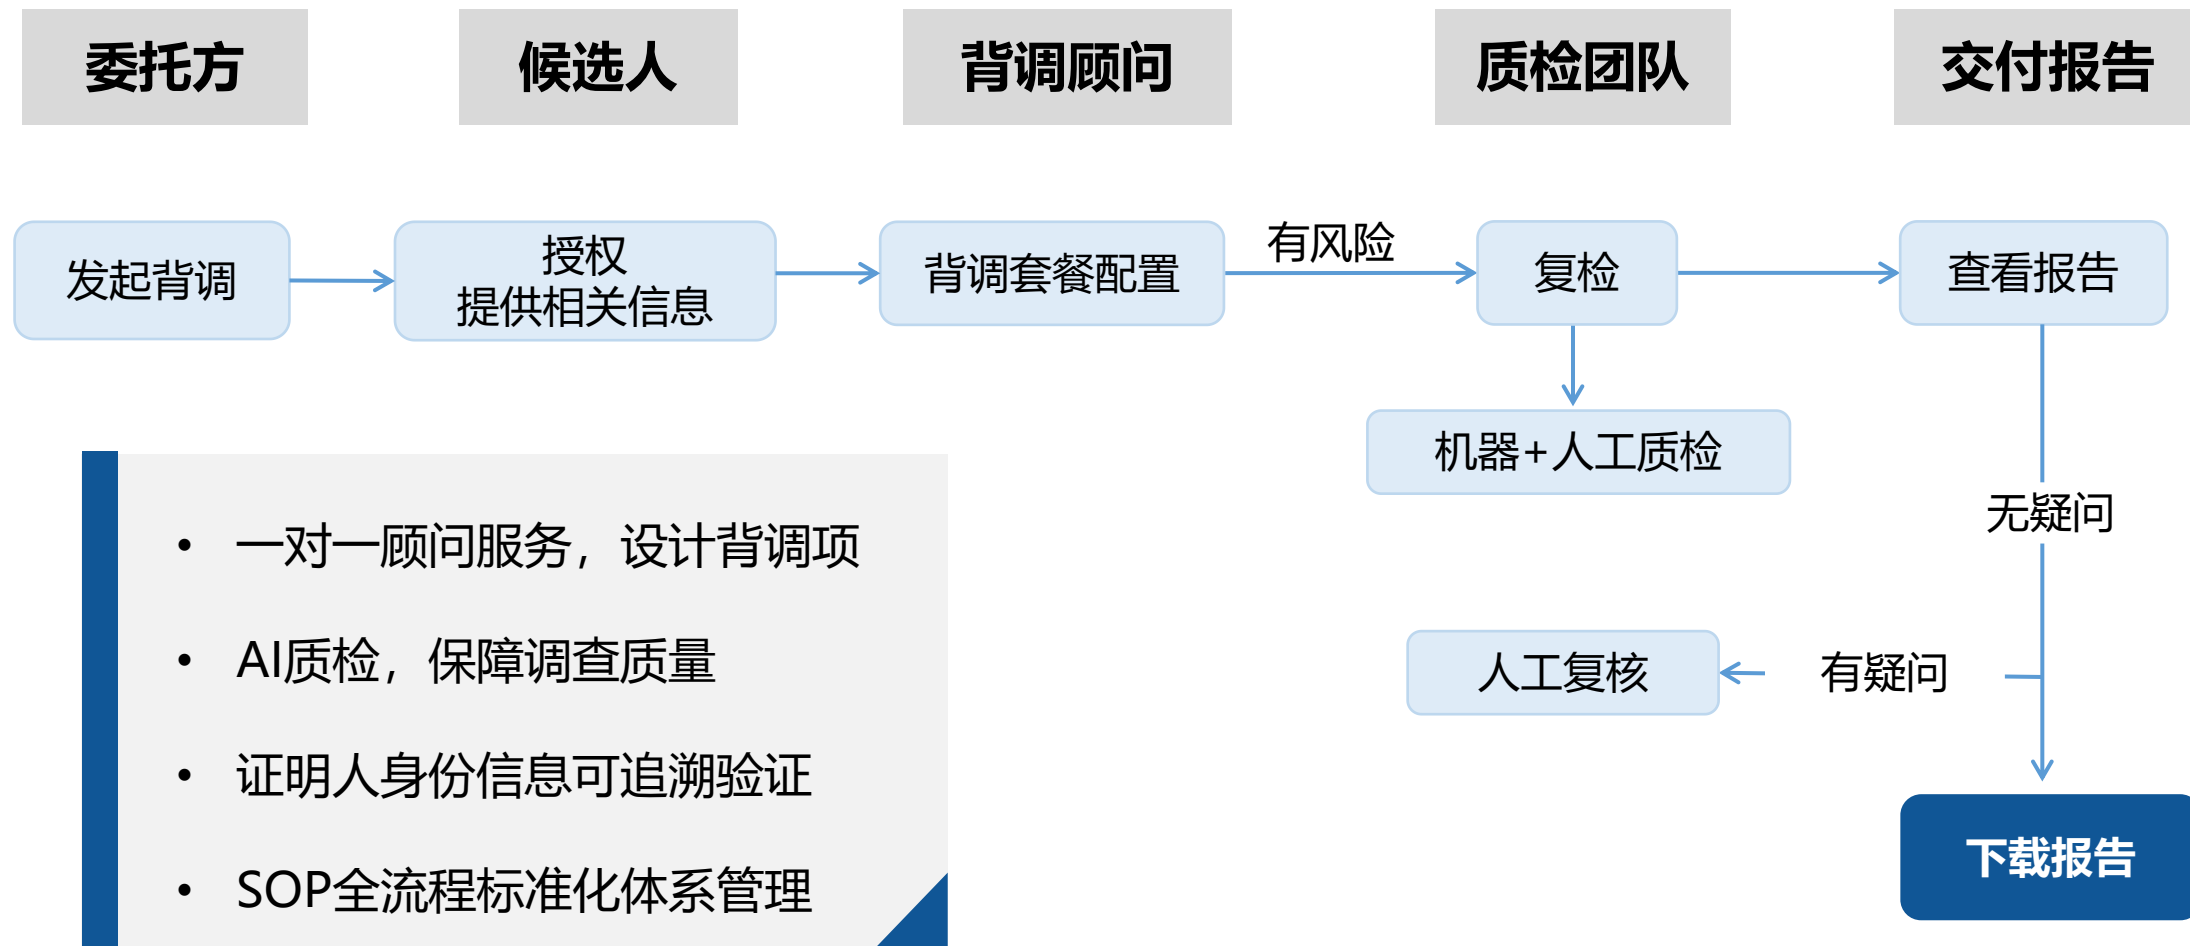 委托方
候选人
背调顾问
质检团队
交付报告
发起背调
授权
提供相关信息
背调套餐配置
有风险
复检
查看报告
机器+人工质检
无疑问
人工复核
有疑问
下载报告
• 一对一顾问服务，设计背调项
• AI质检，保障调查质量
• 证明人身份信息可追溯验证
• SOP全流程标准化体系管理